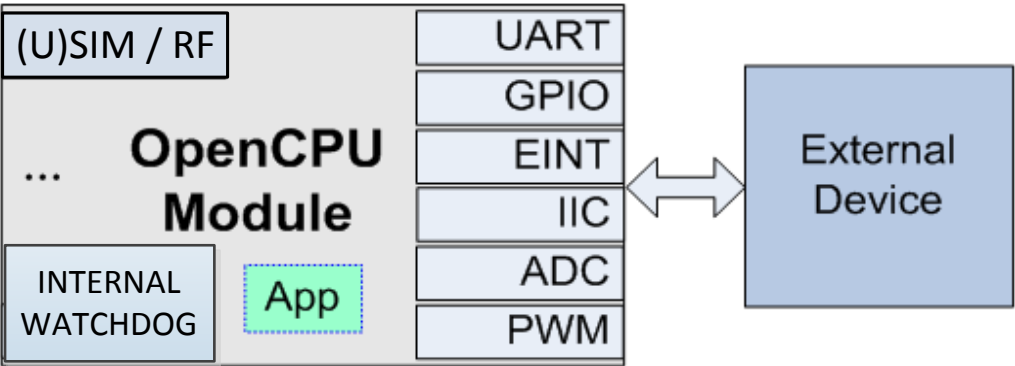 (U)SIM / RF
...
OpenCPU
Module
INTERNAL
WATCHDOG
App
UART
GPIO
EINT
IIC
ADC
PWM
External
Device